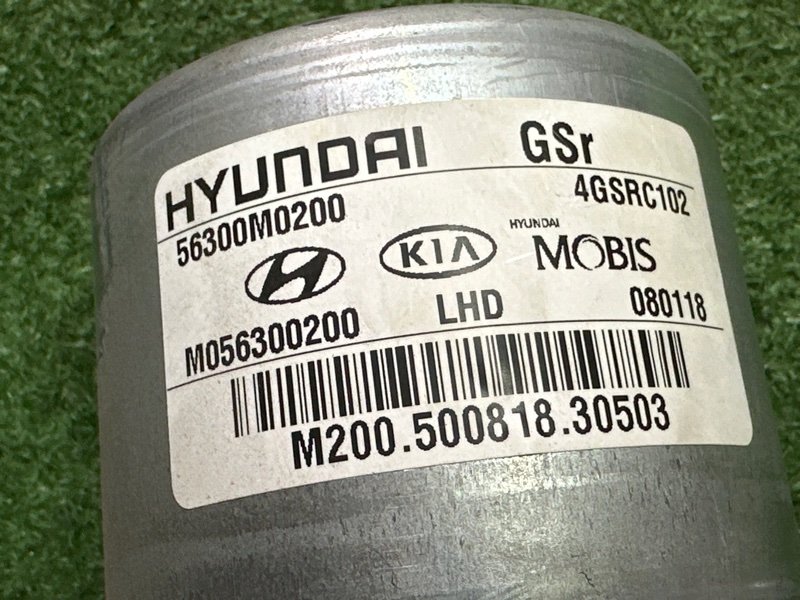 HYUNDAI GSr
56300M0200 4GSRC102
KIA HYUNDAI MOBIS
M056300200 LHD 080118
M200.500818.30503